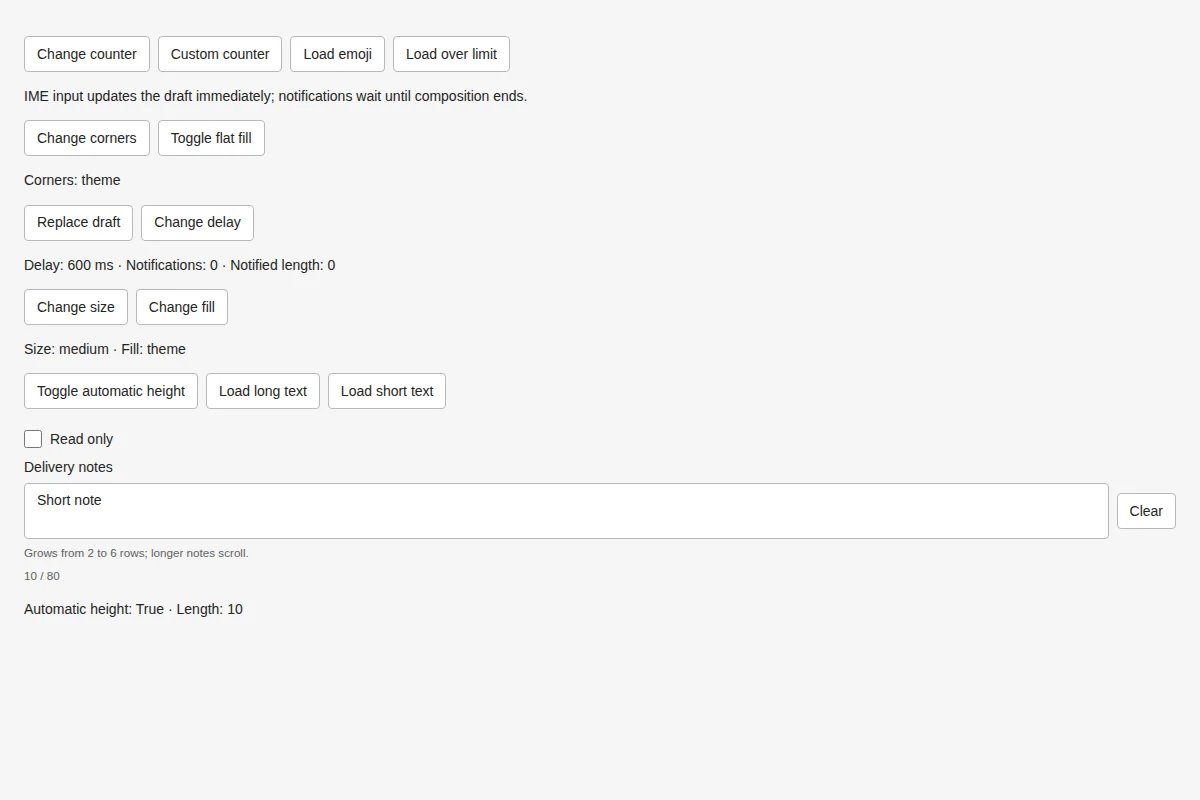 Change counter Custom counter Load emoji Load over limit
IME input updates the draft immediately; notifications wait until composition ends.
Change corners Toggle flat fill
Corners: theme
Replace draft Change delay
Delay: 600 ms · Notifications: 0 · Notified length: 0
Change size Change fill
Size: medium · Fill: theme
Toggle automatic height Load long text Load short text
Read only
Delivery notes
Short note
Clear
Grows from 2 to 6 rows; longer notes scroll.
10 / 80
Automatic height: True · Length: 10